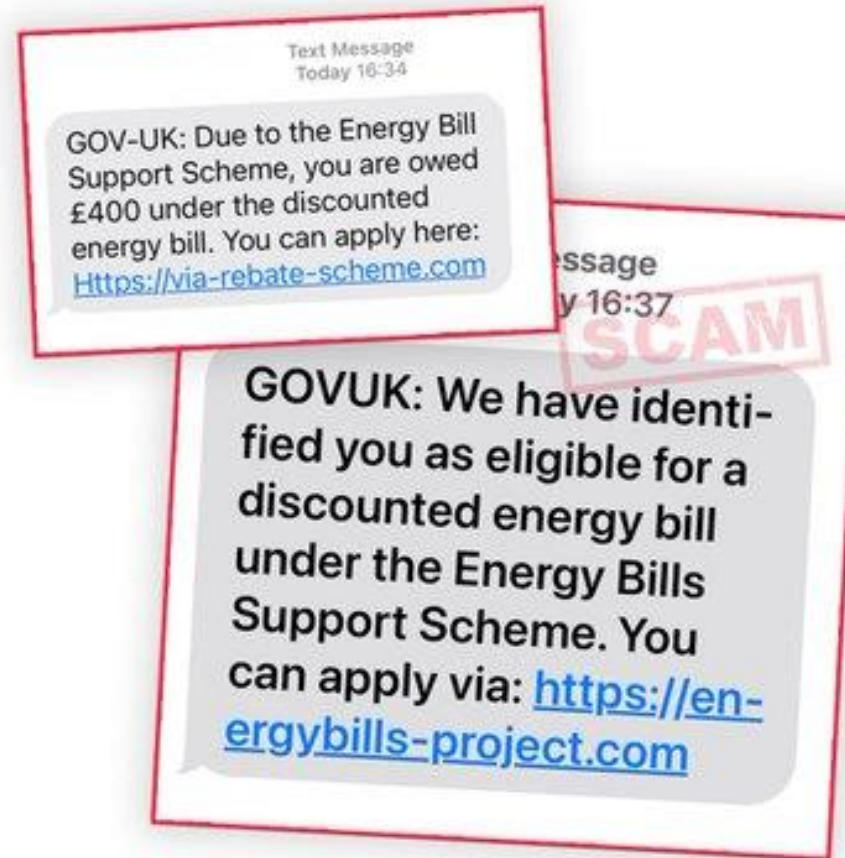 Text Message
Today 16:34
GOV-UK: Due to the Energy Bill
Support Scheme, you are owed
£400 under the discounted
energy bill. You can apply here:
Https://via-rebate-scheme.com
essage
y 16:37
SCAM
GOVUK: We have identi-
fied you as eligible for a
discounted energy bill
under the Energy Bills
Support Scheme. You
can apply via: https://en-
ergybills-project.com